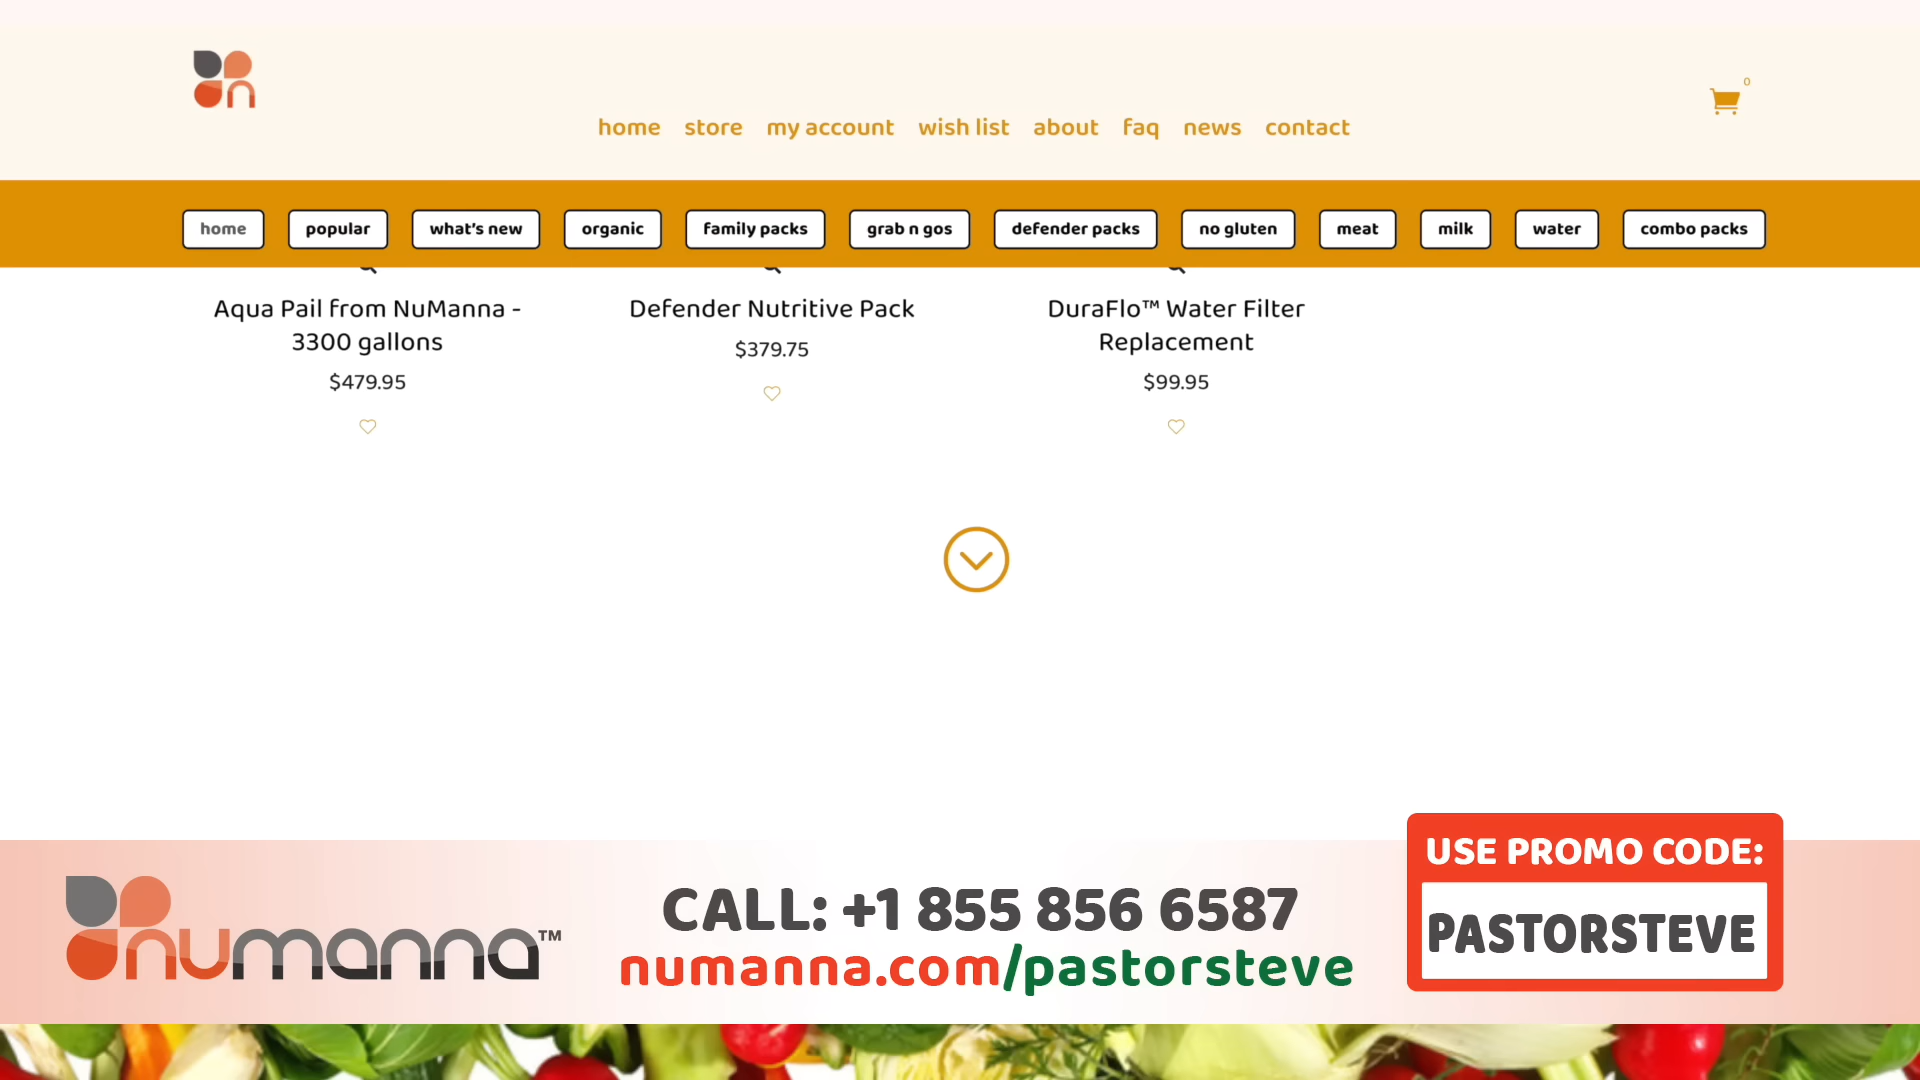 n
0
home store my account wish list about faq news contact
home popular what's new organic family packs grab n gos defender packs no gluten meat milk water combo packs
Aqua Pail from NuManna -
3300 gallons
$479.95
Defender Nutritive Pack
$379.75
DuraFlo™ Water Filter
Replacement
$99.95
numanna™
CALL: +1 855 856 6587
numanna.com/pastorsteve
USE PROMO CODE:
PASTORSTEVE